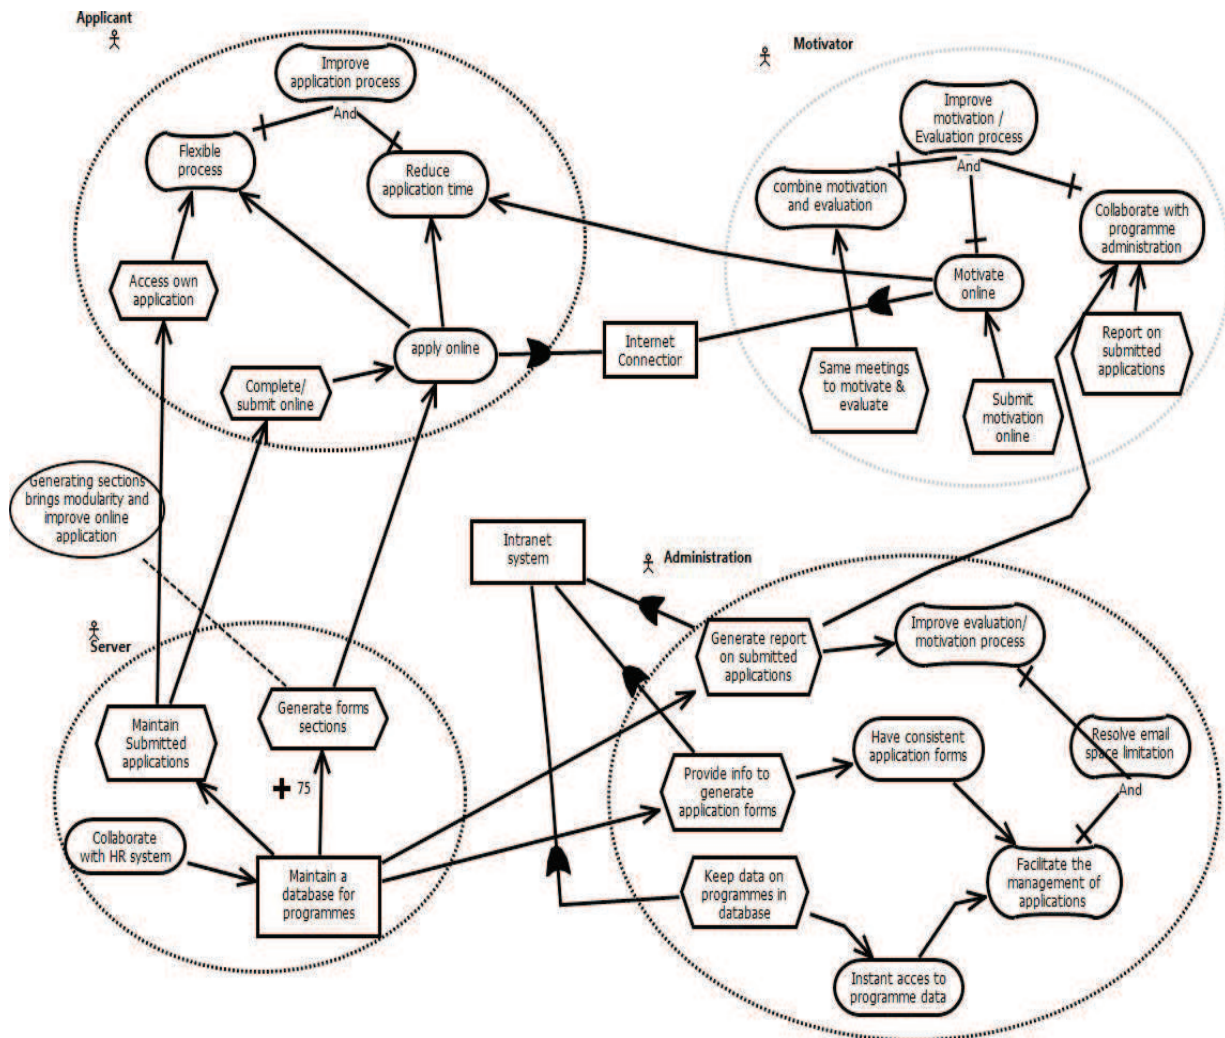 Applicant
Improve
application process
And
Flexible
process
Reduce
application time
Access own
application
apply online
Complete/
submit online
Internet
Connection
Motivator
Improve
motivation /
Evaluation process
And
combine motivation
and evaluation
Collaborate with
programme
administration
Motivate
online
Same meetings
to motivate &
evaluate
Submit
motivation
online
Report on
submitted
applications
Generating sections
brings modularity and
improve online
application
Intranet
system
Server
Maintain
Submitted
applications
Generate forms
sections
+ 75
Collaborate
with HR system
Maintain a
database for
programmes
Administration
Generate report
on submitted
applications
Improve evaluation/
motivation process
Have consistent
application forms
Resolve email
space limitation
And
Provide info to
generate
application forms
Keep data on
programmes in
database
Facilitate the
management of
applications
Instant acces to
programme data